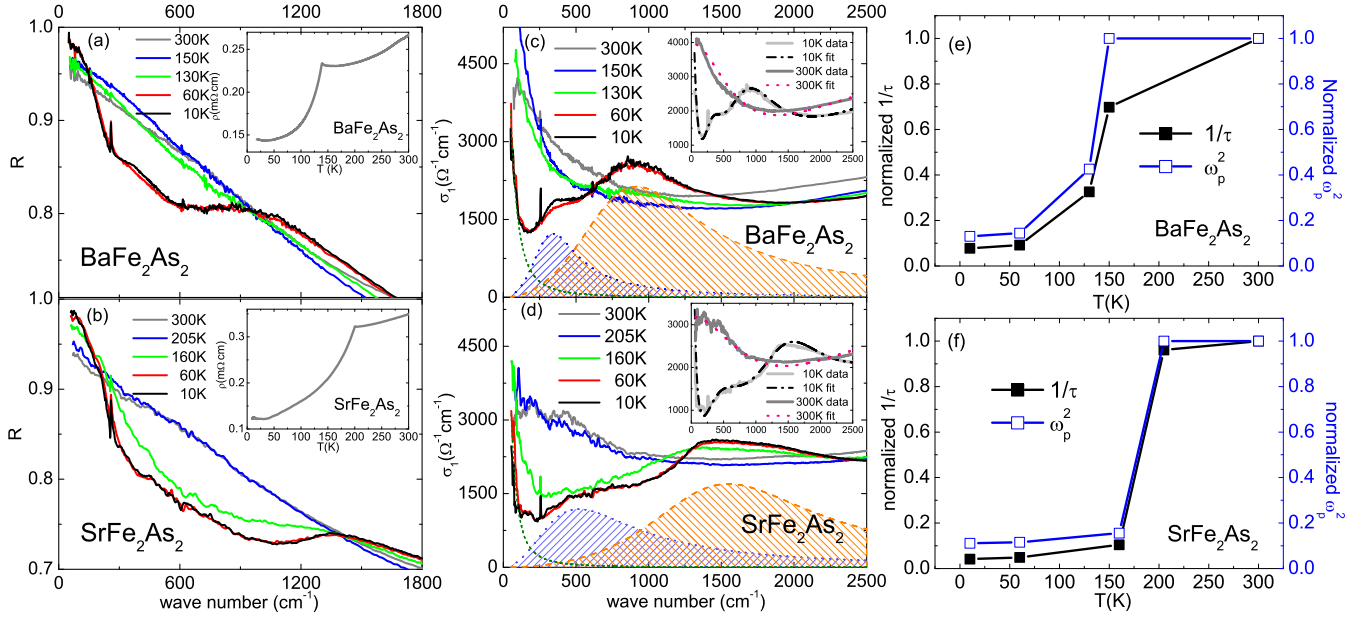 (a)
300K
150K
130K
60K
10K
R
1.0
0.9
0.8
1.0
BaFe2As2
ρ(mΩ cm)
0.25
0.20
0.15
0 50 100 150 200 250 300
T (K)
BaFe2As2
0 600 1200 1800
(b)
300K
205K
160K
60K
10K
R
0.9
0.8
0.7
SrFe2As2
ρ(mΩ cm)
0.3
0.2
0.1
0 50 100 150 200 250 300
T(K)
SrFe2As2
0 600 1200 1800
wave number (cm-1)
0 500 1000 1500 2000 2500
(c)
300K
150K
130K
60K
10K
σ1(Ω-1cm-1)
4500
3000
1500
0
BaFe2As2
4000
3000
2000
1000
10K data
10K fit
300K data
300K fit
0 500 1000 1500 2000 2500
(d)
300K
205K
160K
60K
10K
σ1(Ω-1cm-1)
4500
3000
1500
0
SrFe2As2
3000
2000
1000
10K data
10K fit
300K data
300K fit
0 500 1000 1500 2000 2500
0 500 1000 1500 2000 2500
wave number (cm-1)
(e)
normalized 1/τ
1.0
0.8
0.6
0.4
0.2
0.0
1/τ
ωp2
BaFe2As2
1.0
0.8
0.6
0.4
0.2
0.0
Normalized ωp2
0 50 100 150 200 250 300
T(K)
(f)
normalized 1/τ
1.0
0.8
0.6
0.4
0.2
0.0
1/τ
ωp2
SrFe2As2
1.0
0.8
0.6
0.4
0.2
0.0
normalized ωp2
0 50 100 150 200 250 300
T(K)